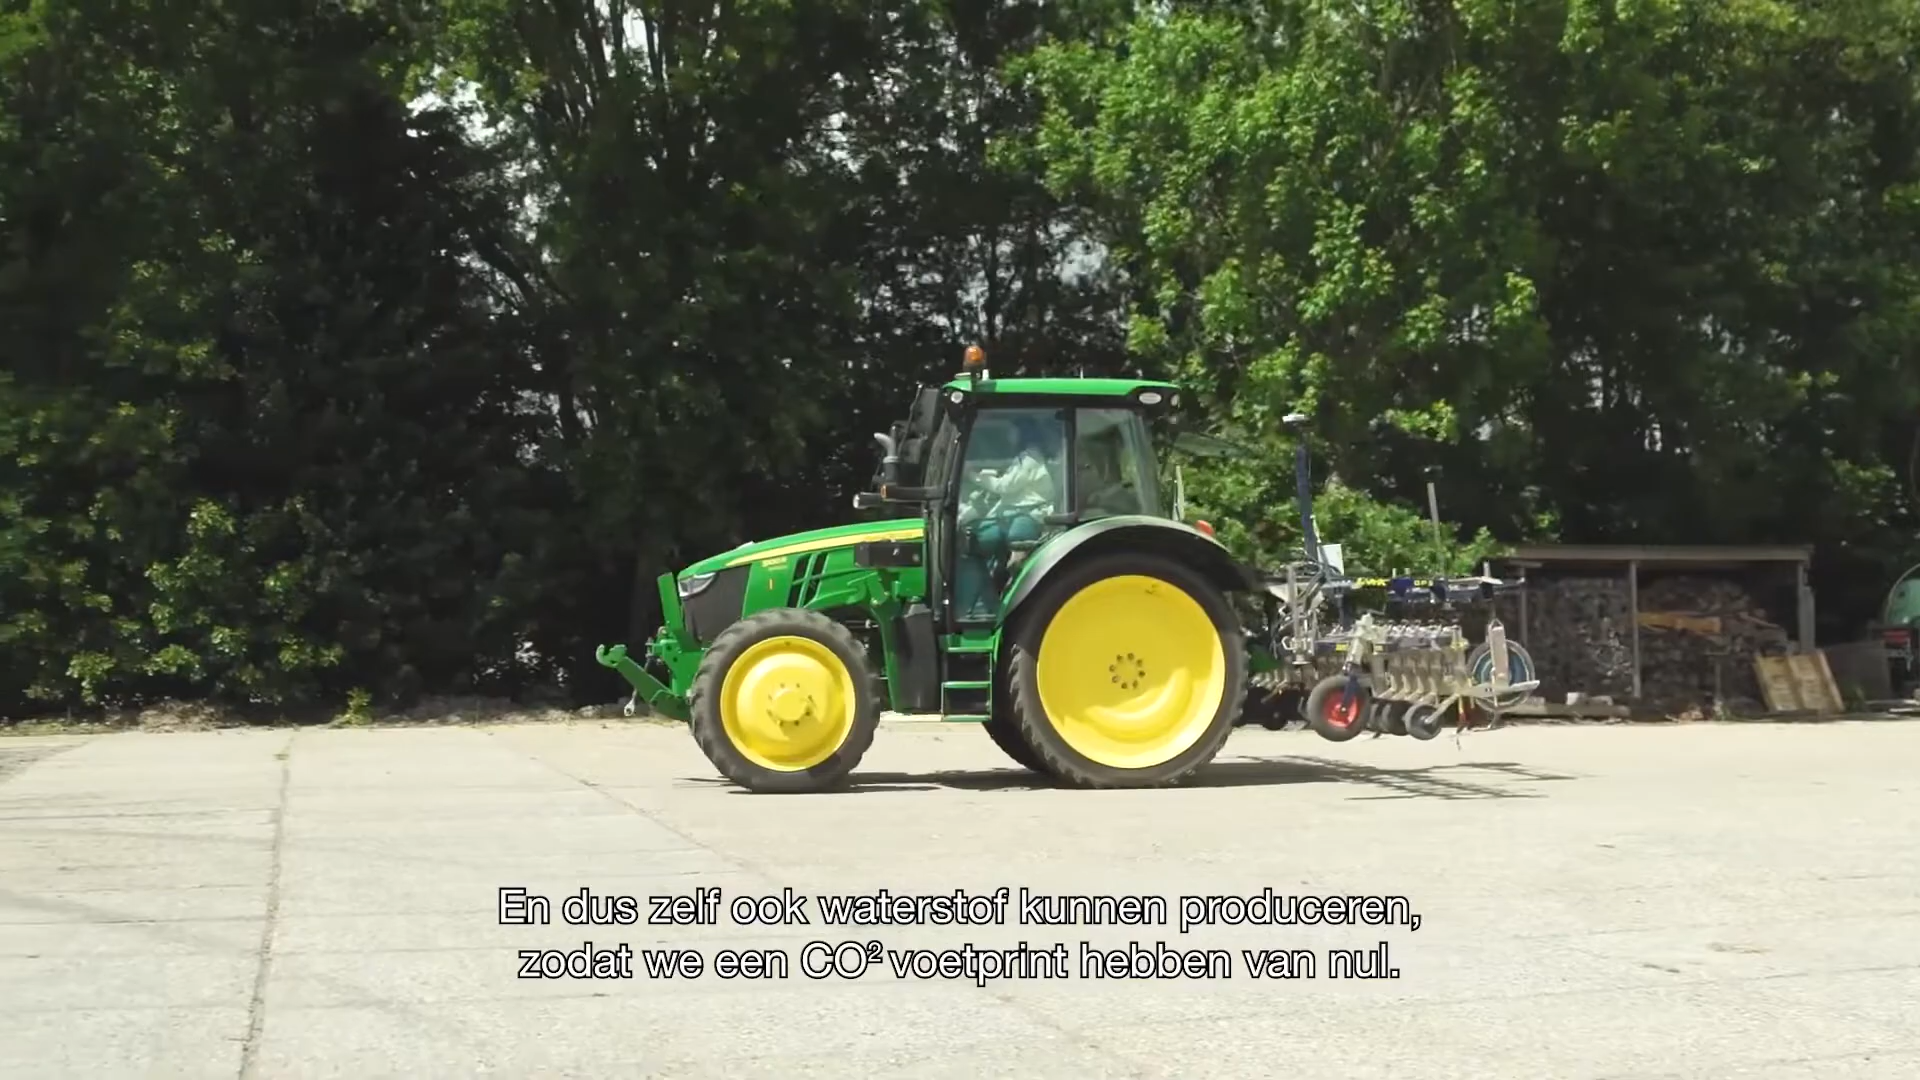 En dus zelf ook waterstof kunnen produceren,
zodat we een CO² voetprint hebben van nul.